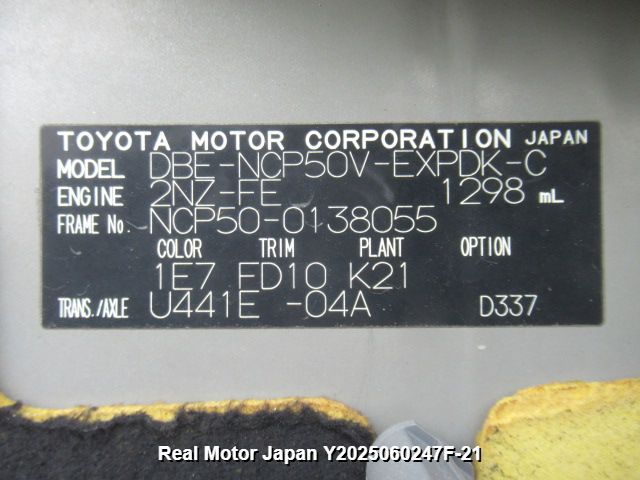 TOYOTA MOTOR CORPORATION JAPAN
MODEL DBE-NCP50V-EXPDK-C
ENGINE 2NZ-FE 1298 mL
FRAME No. NCP50-0138055
COLOR TRIM PLANT OPTION
1E7 FD10 K21
TRANS./AXLE U441E -04A D337
Real Motor Japan Y2025060247F-21